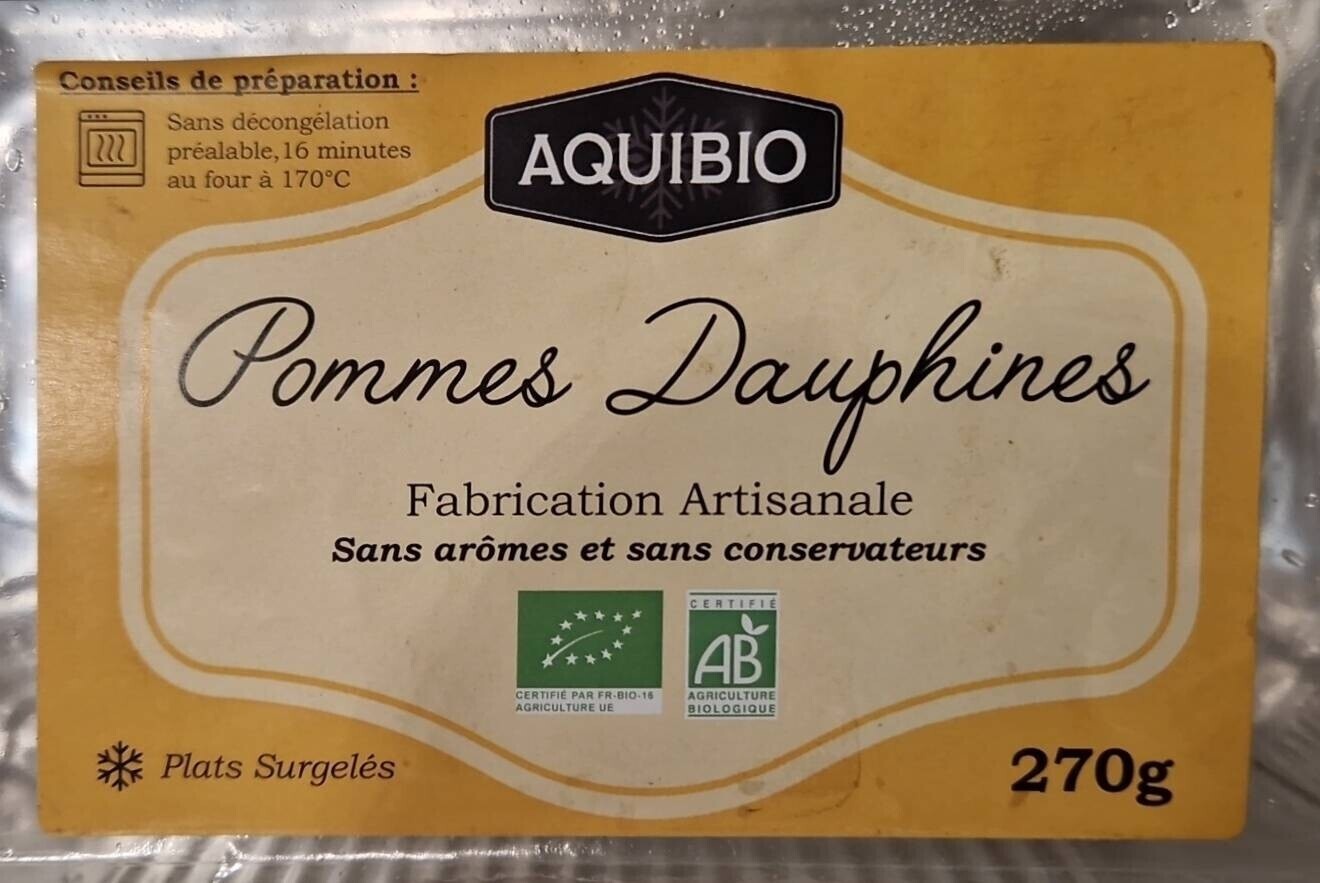 Conseils de préparation :
Sans décongélation
préalable, 16 minutes
au four à 170°C
AQUIBIO
Pommes Dauphines
Fabrication Artisanale
Sans arômes et sans conservateurs
CERTIFIÉ PAR FR-BIO-16
AGRICULTURE UE
CERTIFIÉ
AB
AGRICULTURE
BIOLOGIQUE
Plats Surgelés
270g